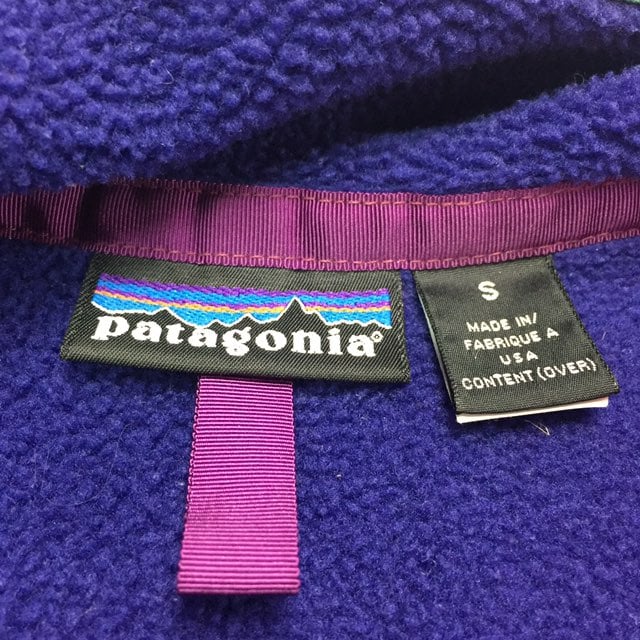 patagonia®
S
MADE IN/
FABRIQUE A
USA
CONTENT (OVER)